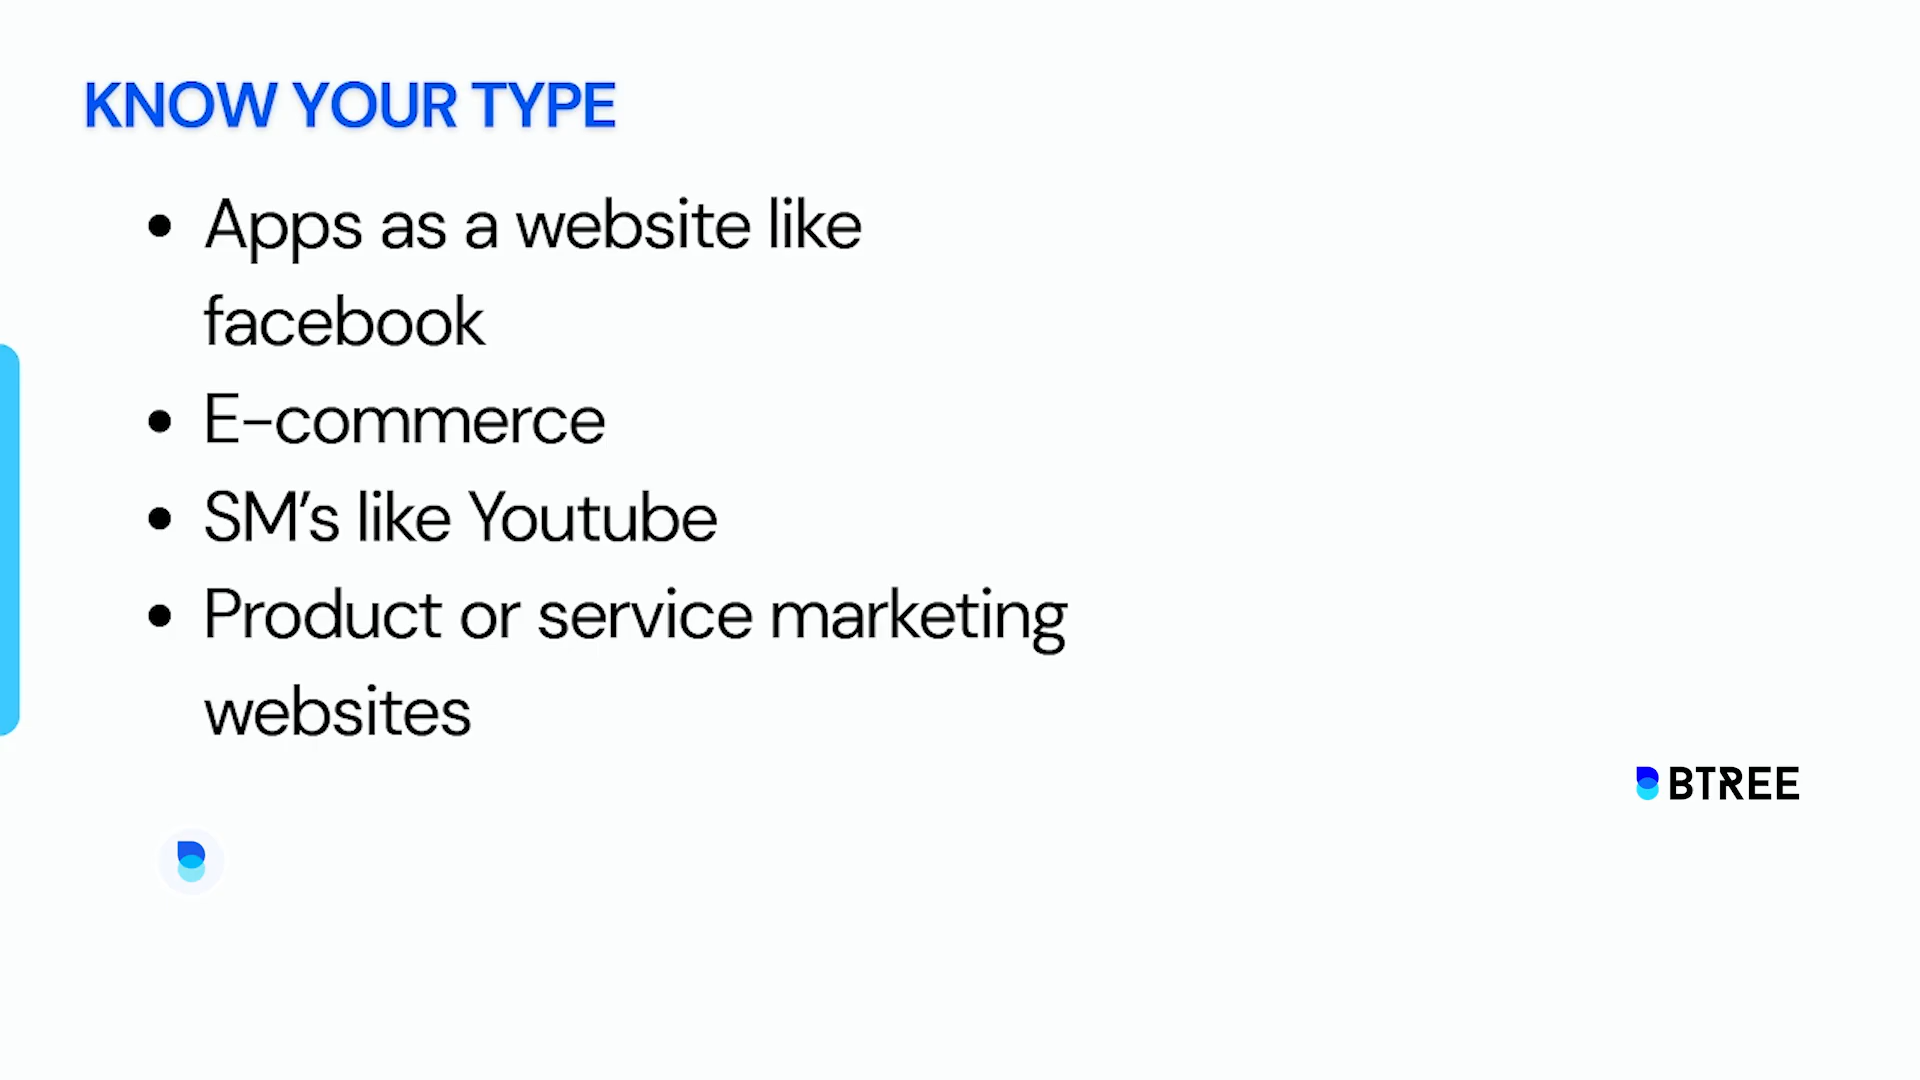 KNOW YOUR TYPE
• Apps as a website like
facebook
• E-commerce
• SM’s like Youtube
• Product or service marketing
websites
BTREE